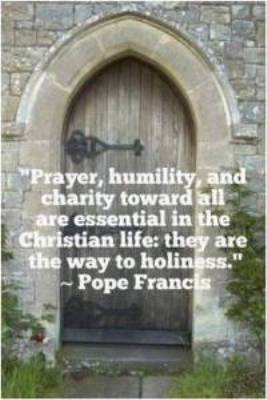 "Prayer, humility, and
charity toward all
are essential in the
Christian life: they are
the way to holiness."
~ Pope Francis